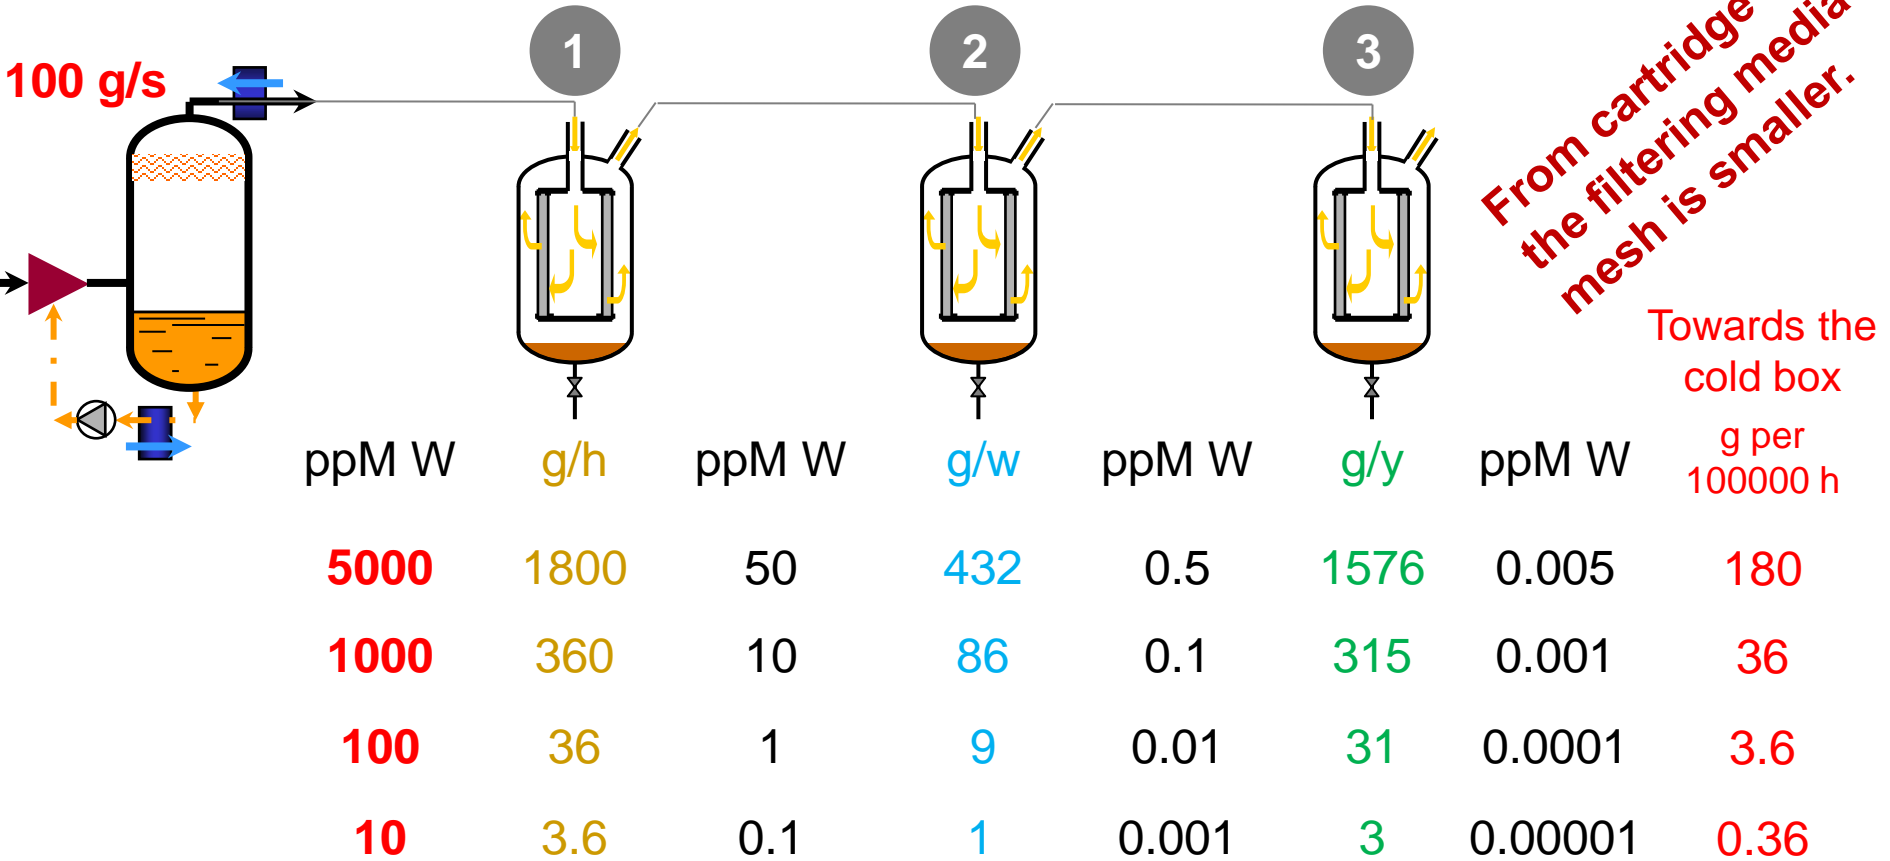 1
2
3
100 g/s
From cartridge
the filtering media
mesh is smaller.
Towards the
cold box
ppM W g/h ppM W g/w ppM W g/y ppM W g per
100000 h
5000 1800 50 432 0.5 1576 0.005 180
1000 360 10 86 0.1 315 0.001 36
100 36 1 9 0.01 31 0.0001 3.6
10 3.6 0.1 1 0.001 3 0.00001 0.36